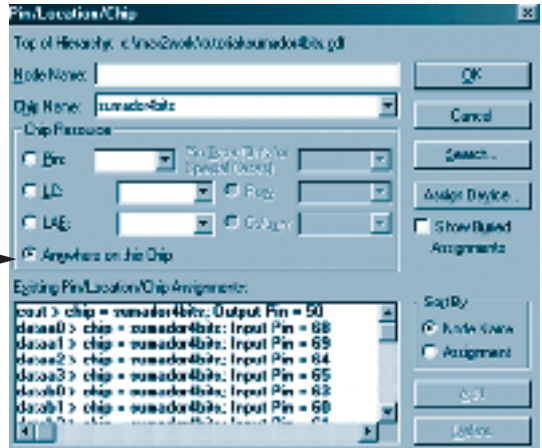 Pin/Location/Chip
Top of Hierarchy: c:\max2work\tutorial\sumador4bits.gdf
Node Name:
OK
Chip Name: sumador4bits
Cancel
Chip Resource
Pin:
Search...
LC:
Row:
Assign Device...
LAB:
Column:
Show Buried Assignments
Anywhere on this Chip
Existing Pin/Location/Chip Assignments:
cout > chip = sumador4bits; Output Pin = 50
dataa0 > chip = sumador4bits; Input Pin = 68
dataa1 > chip = sumador4bits; Input Pin = 69
dataa2 > chip = sumador4bits; Input Pin = 64
dataa3 > chip = sumador4bits; Input Pin = 65
datab0 > chip = sumador4bits; Input Pin = 63
datab1 > chip = sumador4bits; Input Pin = 60
Sort By
Node Name
Assignment